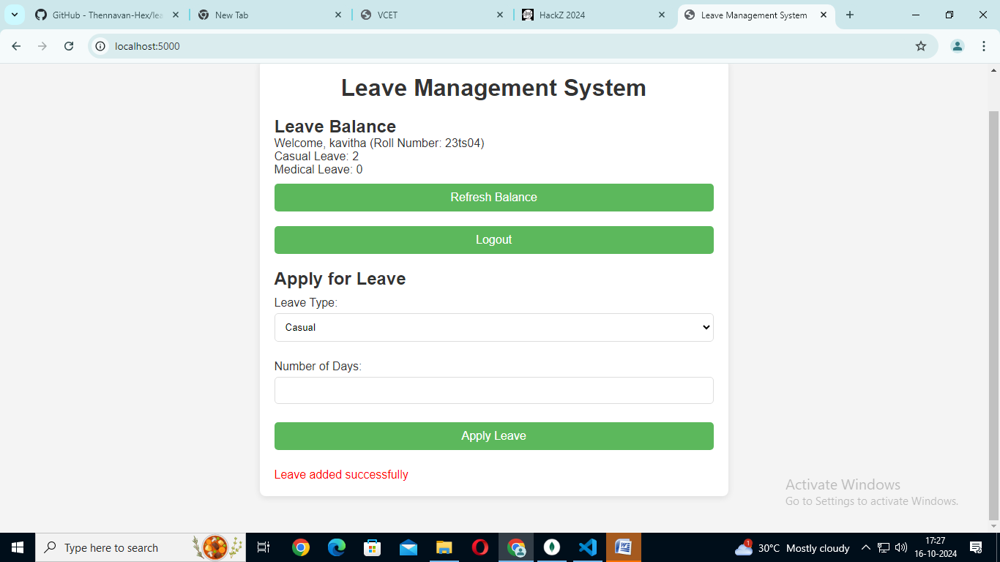 GitHub - Thennavan-Hex/lea
New Tab
VCET
HackZ 2024
Leave Management System
localhost:5000
Leave Management System
Leave Balance
Welcome, kavitha (Roll Number: 23ts04)
Casual Leave: 2
Medical Leave: 0
Refresh Balance
Logout
Apply for Leave
Leave Type:
Casual
Number of Days:
Apply Leave
Leave added successfully
Activate Windows
Go to Settings to activate Windows.
Type here to search
1
30°C Mostly cloudy
17:27
16-10-2024